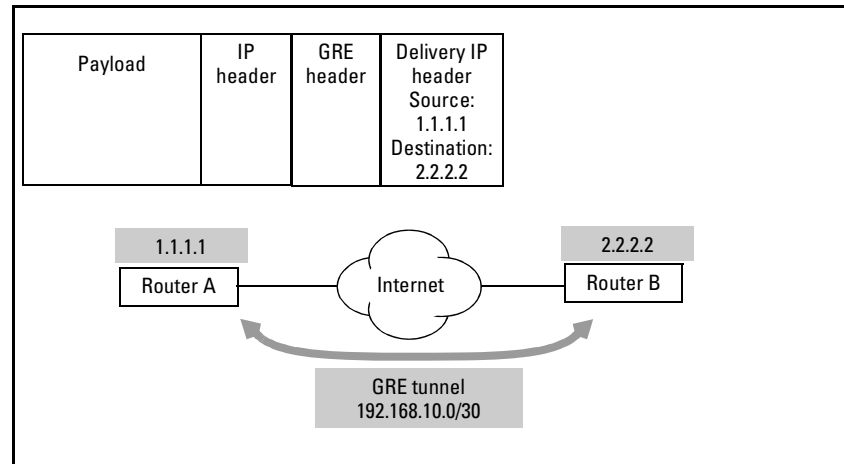 Payload
IP
header
GRE
header
Delivery IP
header
Source:
1.1.1.1
Destination:
2.2.2.2
1.1.1.1
2.2.2.2
Router A
Internet
Router B
GRE tunnel
192.168.10.0/30